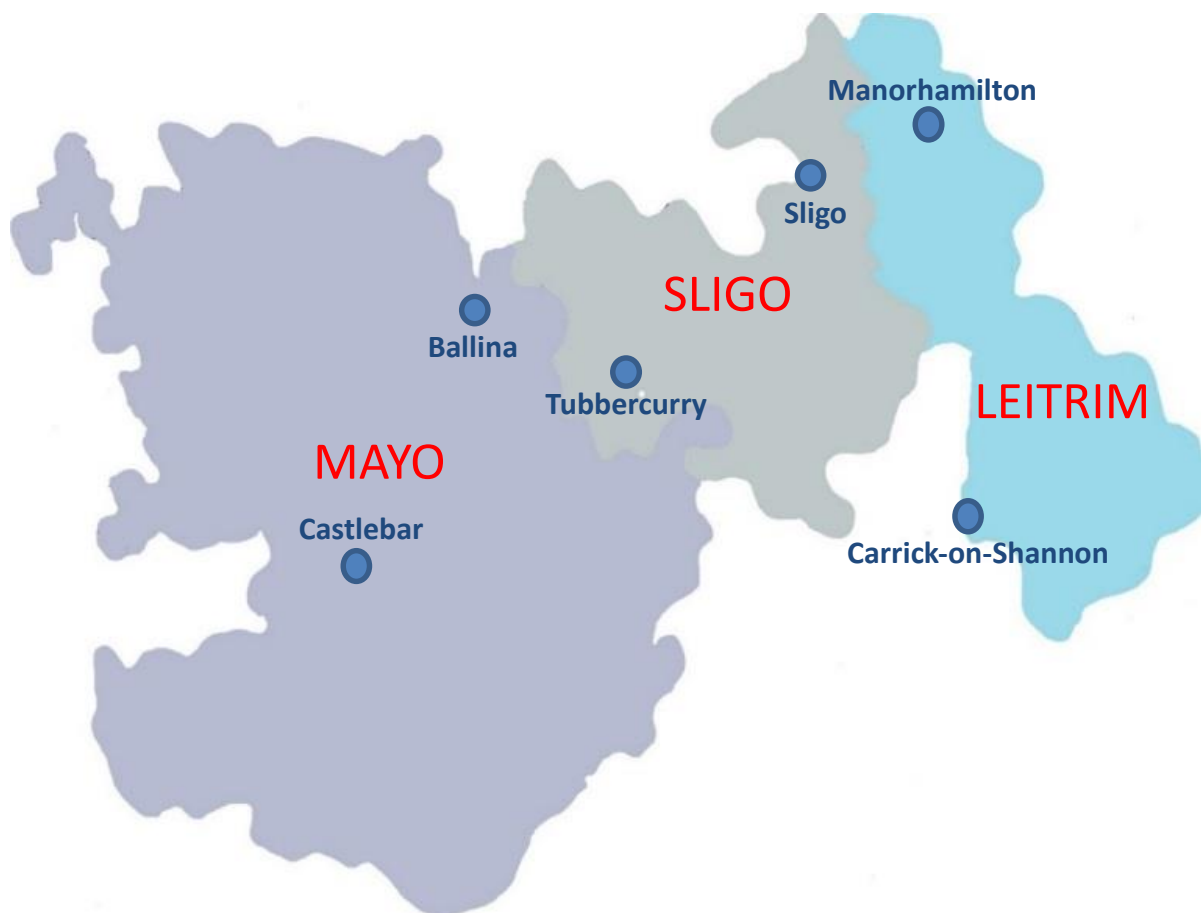 Manorhamilton
Sligo
SLIGO
Ballina
Tubbercurry
LEITRIM
MAYO
Castlebar
Carrick-on-Shannon